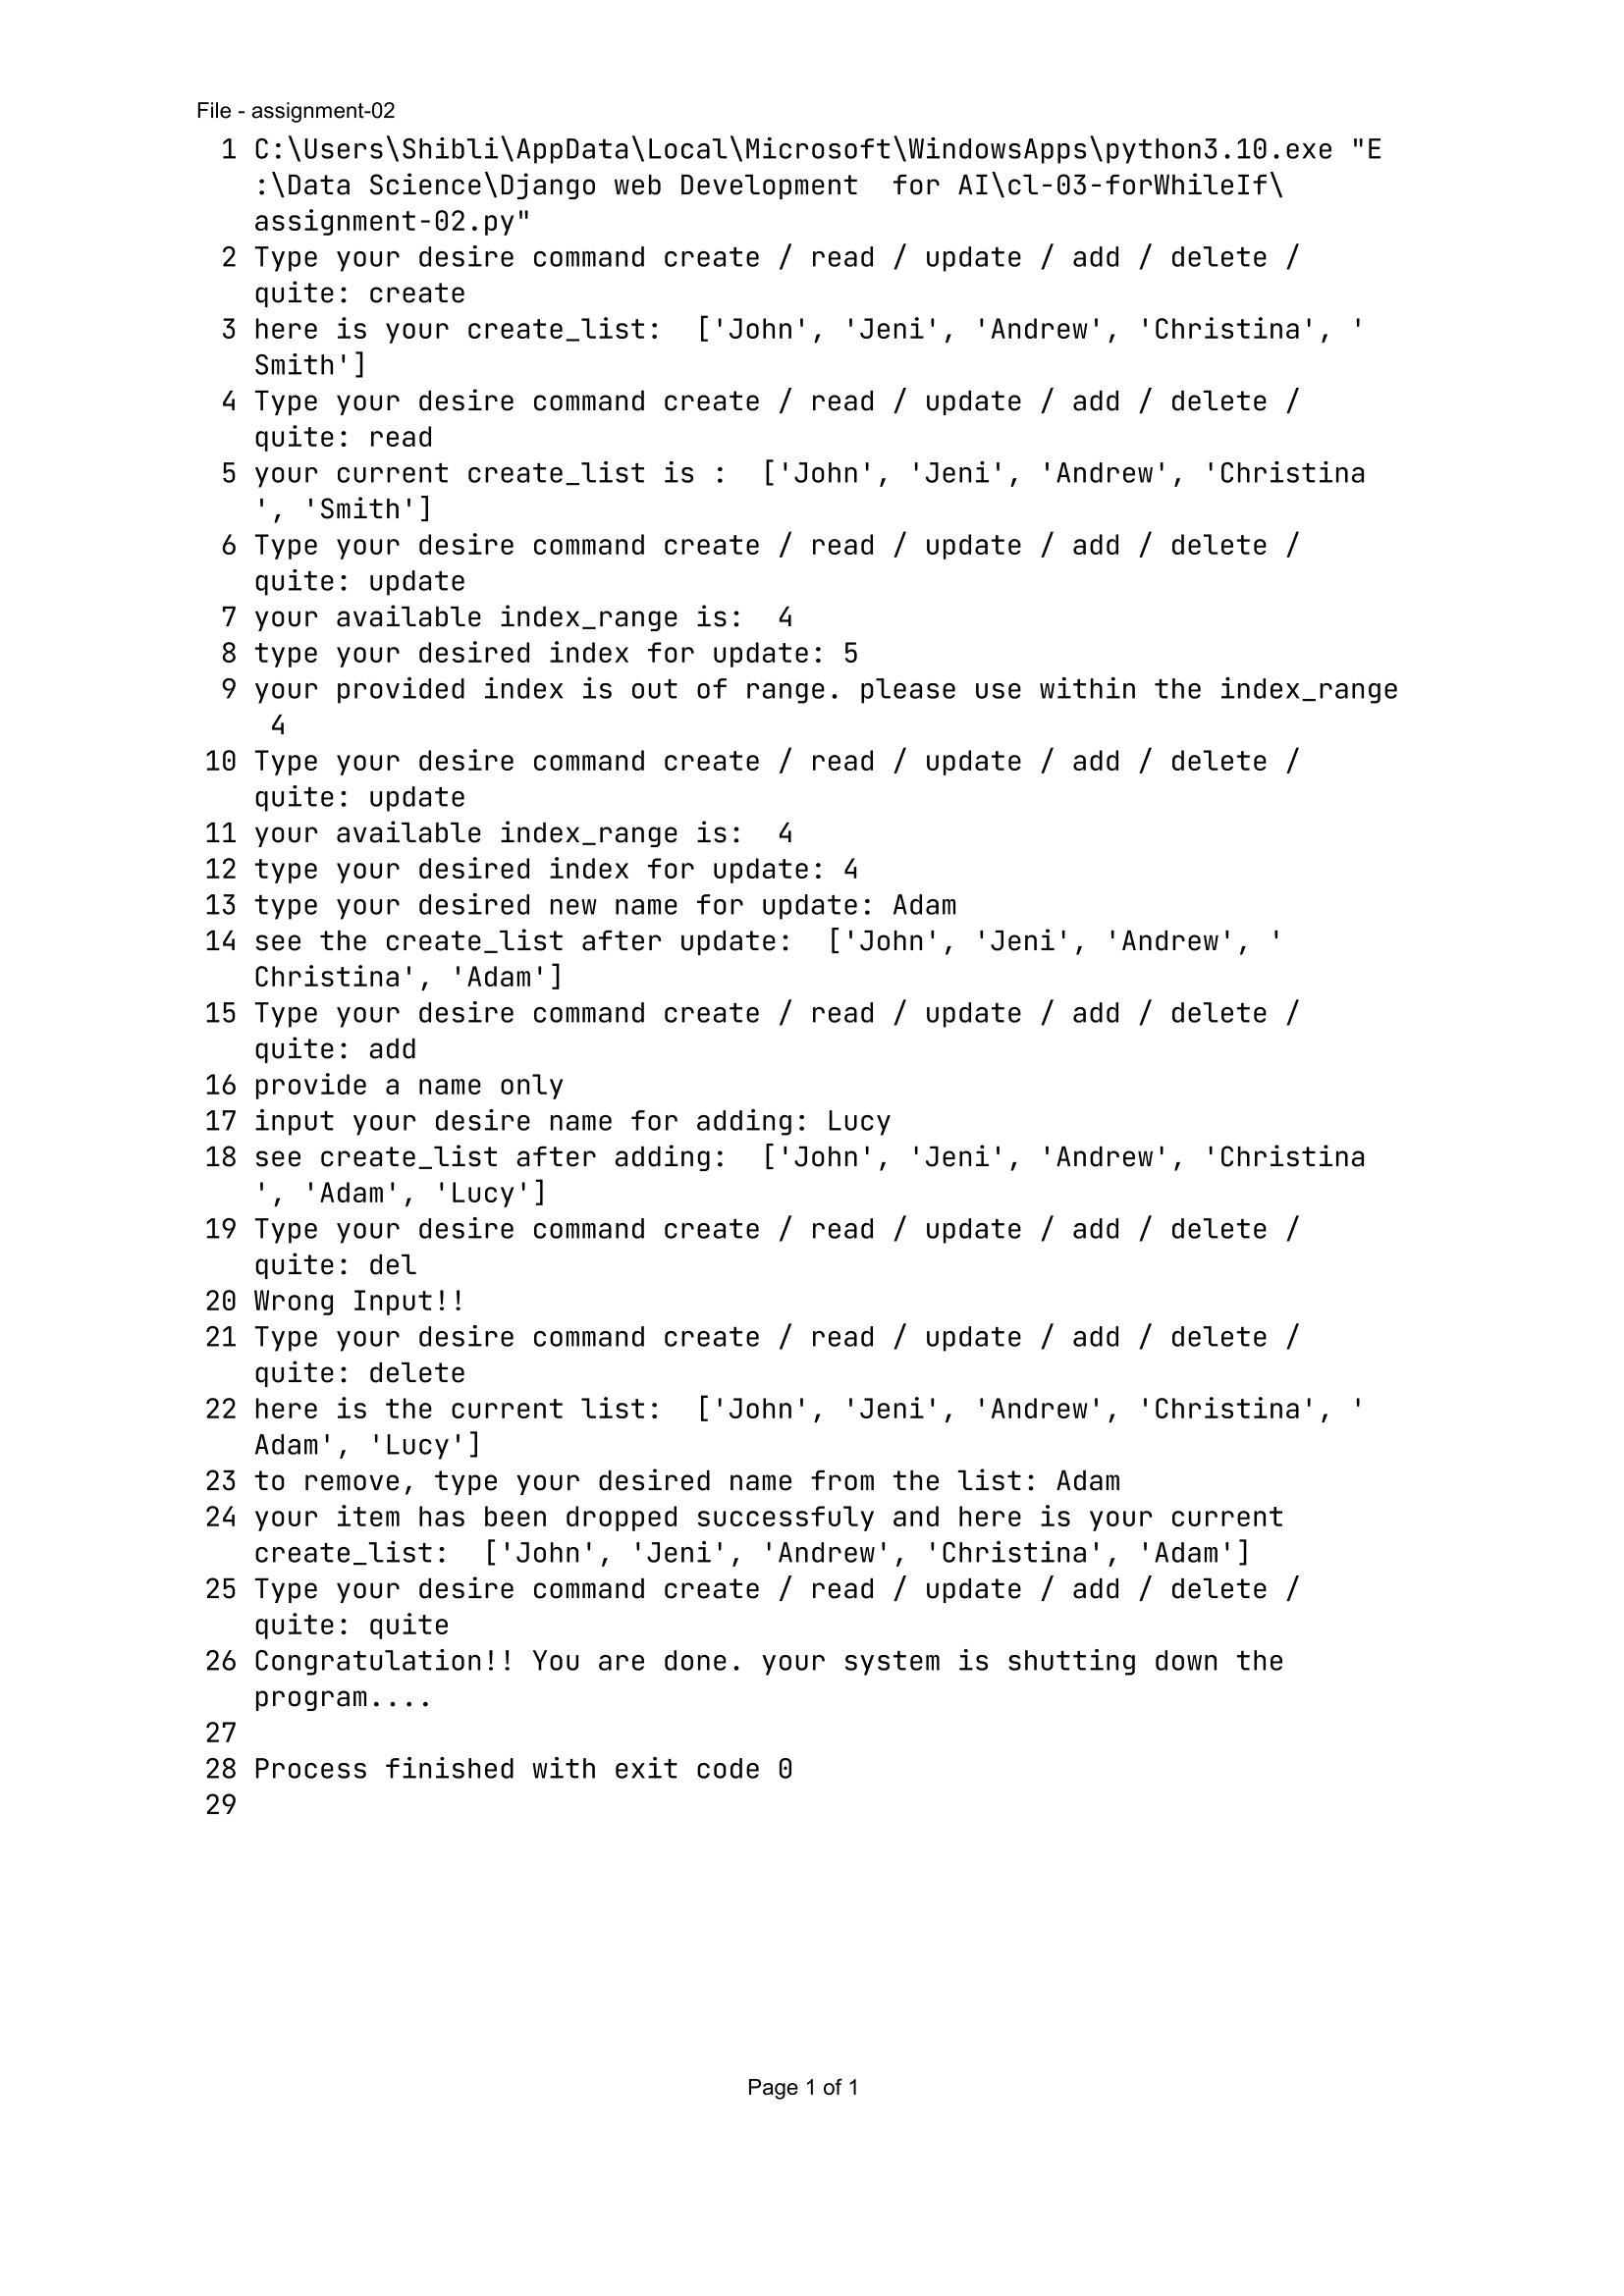 File - assignment-02
1 C:\Users\Shibli\AppData\Local\Microsoft\WindowsApps\python3.10.exe "E
:\Data Science\Django web Development  for AI\cl-03-forWhileIf\
assignment-02.py"
2 Type your desire command create / read / update / add / delete /
quite: create
3 here is your create_list:  ['John', 'Jeni', 'Andrew', 'Christina', '
Smith']
4 Type your desire command create / read / update / add / delete /
quite: read
5 your current create_list is :  ['John', 'Jeni', 'Andrew', 'Christina
', 'Smith']
6 Type your desire command create / read / update / add / delete /
quite: update
7 your available index_range is:  4
8 type your desired index for update: 5
9 your provided index is out of range. please use within the index_range
4
10 Type your desire command create / read / update / add / delete /
quite: update
11 your available index_range is:  4
12 type your desired index for update: 4
13 type your desired new name for update: Adam
14 see the create_list after update:  ['John', 'Jeni', 'Andrew', '
Christina', 'Adam']
15 Type your desire command create / read / update / add / delete /
quite: add
16 provide a name only
17 input your desire name for adding: Lucy
18 see create_list after adding:  ['John', 'Jeni', 'Andrew', 'Christina
', 'Adam', 'Lucy']
19 Type your desire command create / read / update / add / delete /
quite: del
20 Wrong Input!!
21 Type your desire command create / read / update / add / delete /
quite: delete
22 here is the current list:  ['John', 'Jeni', 'Andrew', 'Christina', '
Adam', 'Lucy']
23 to remove, type your desired name from the list: Adam
24 your item has been dropped successfuly and here is your current
create_list:  ['John', 'Jeni', 'Andrew', 'Christina', 'Adam']
25 Type your desire command create / read / update / add / delete /
quite: quite
26 Congratulation!! You are done. your system is shutting down the
program....
27
28 Process finished with exit code 0
29
Page 1 of 1